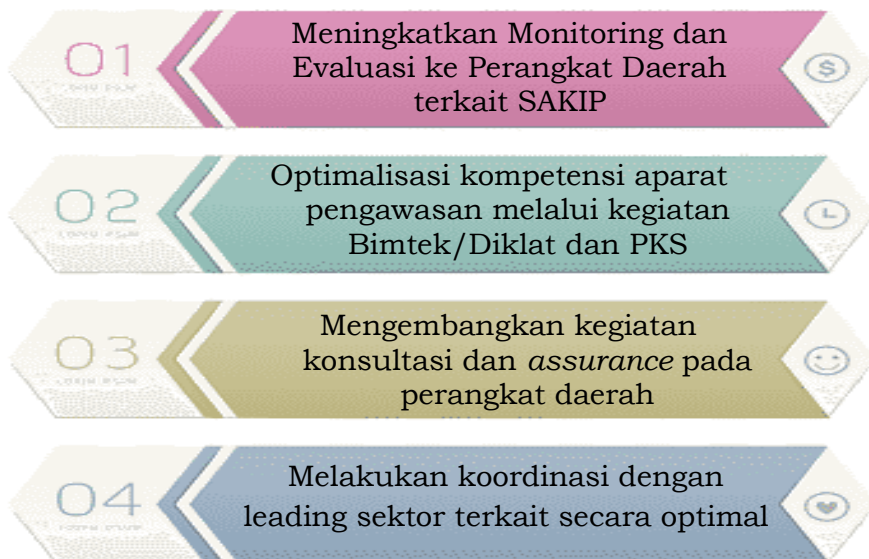 01
Meningkatkan Monitoring dan
Evaluasi ke Perangkat Daerah
terkait SAKIP
$
02
Optimalisasi kompetensi aparat
pengawasan melalui kegiatan
Bimtek/Diklat dan PKS
03
Mengembangkan kegiatan
konsultasi dan assurance pada
perangkat daerah
04
Melakukan koordinasi dengan
leading sektor terkait secara optimal